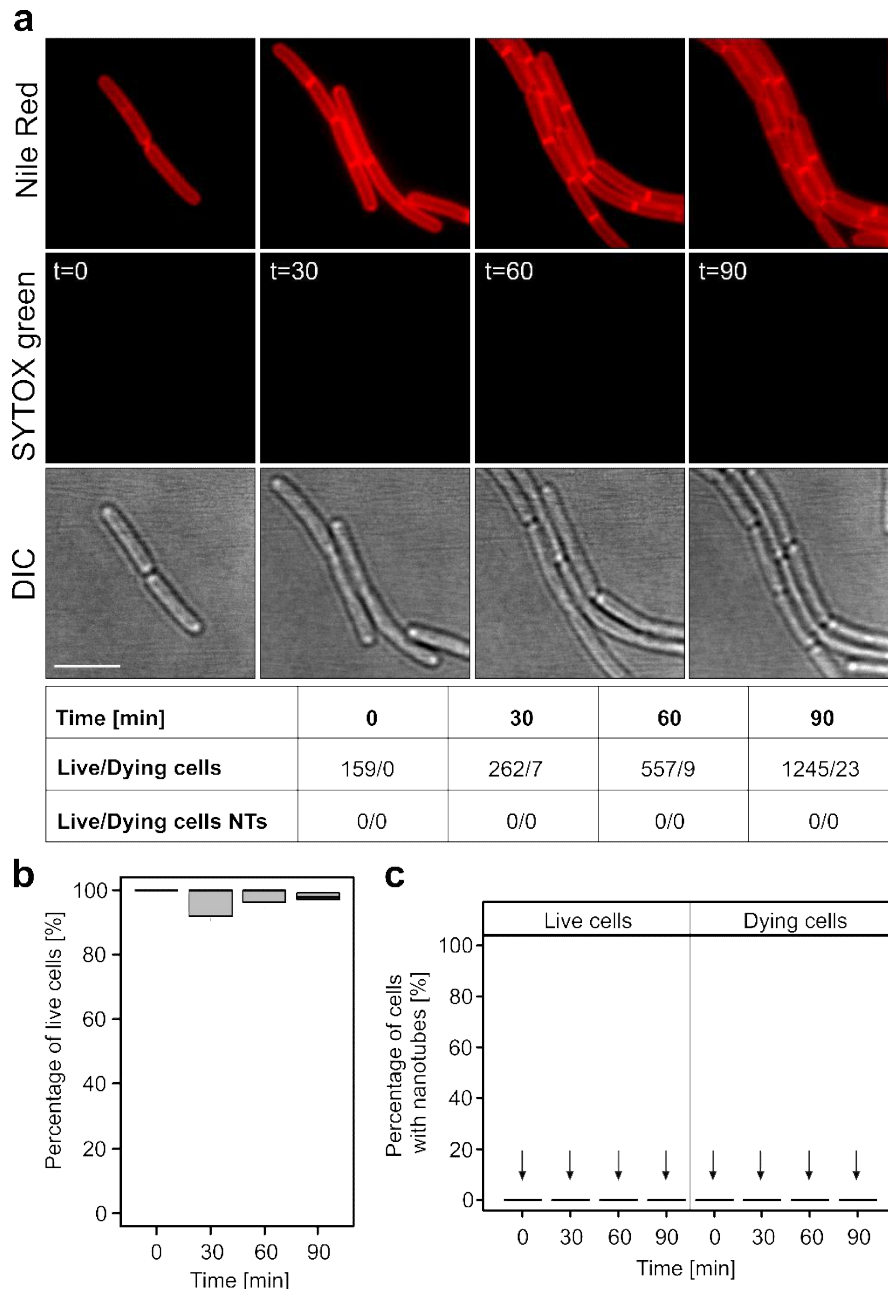 a
Nile Red
SYTOX green
t=0 t=30 t=60 t=90
DIC
Time [min] 0 30 60 90
Live/Dying cells 159/0 262/7 557/9 1245/23
Live/Dying cells NTs 0/0 0/0 0/0 0/0
b
Percentage of live cells [%]
100
80
60
40
20
0
0 30 60 90
Time [min]
c
Live cells Dying cells
Percentage of cells
with nanotubes [%]
100
80
60
40
20
0
0 30 60 90 0 30 60 90
Time [min]